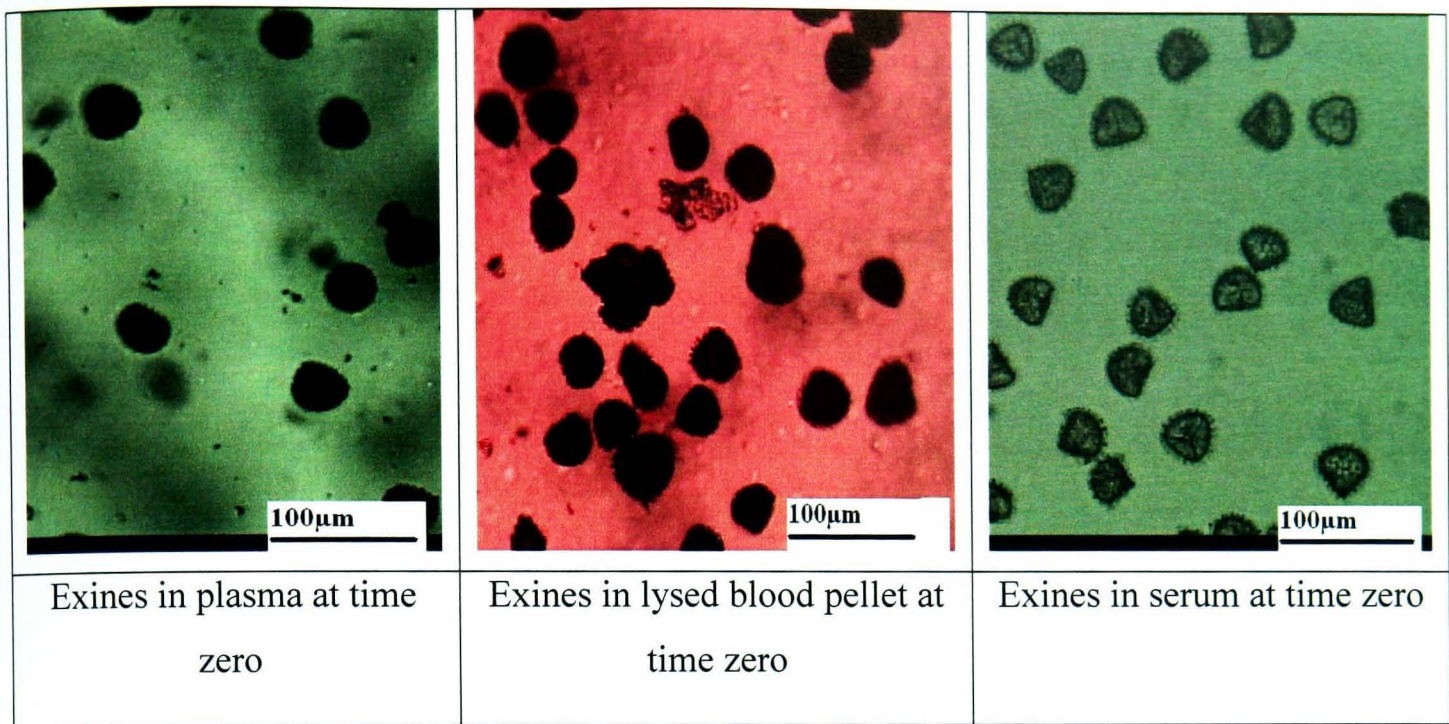 100µm
100µm
100µm
Exines in plasma at time
zero
Exines in lysed blood pellet at
time zero
Exines in serum at time zero